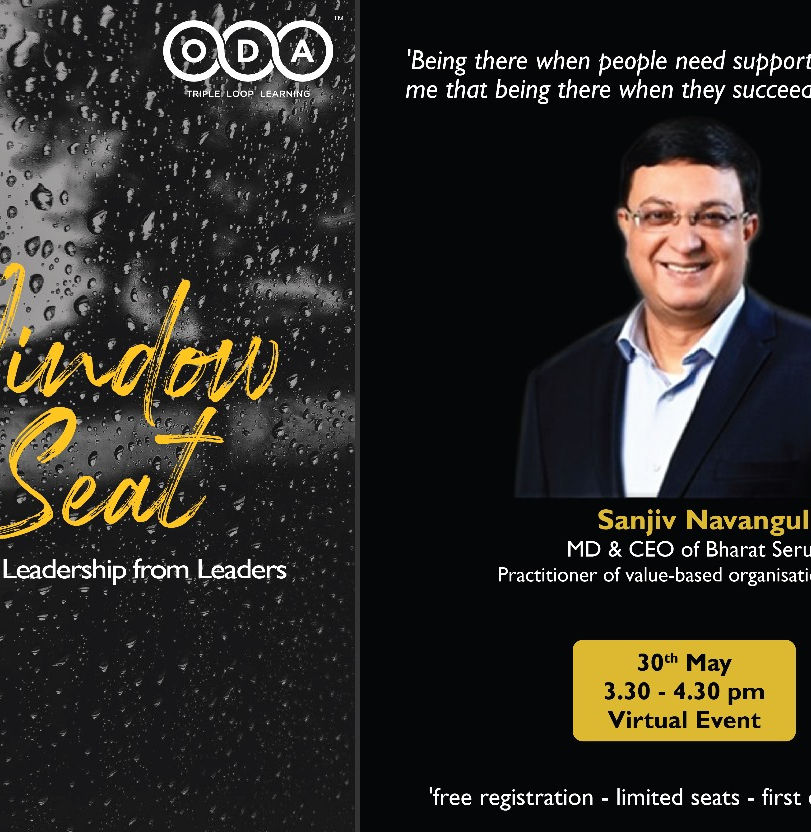 ODA
TM
TRIPLE LOOP LEARNING
indow
Seat
Leadership from Leaders
'Being there when people need support
me that being there when they succeed
Sanjiv Navangul
MD & CEO of Bharat Seru
Practitioner of value-based organisati
30th May
3.30 - 4.30 pm
Virtual Event
'free registration - limited seats - first